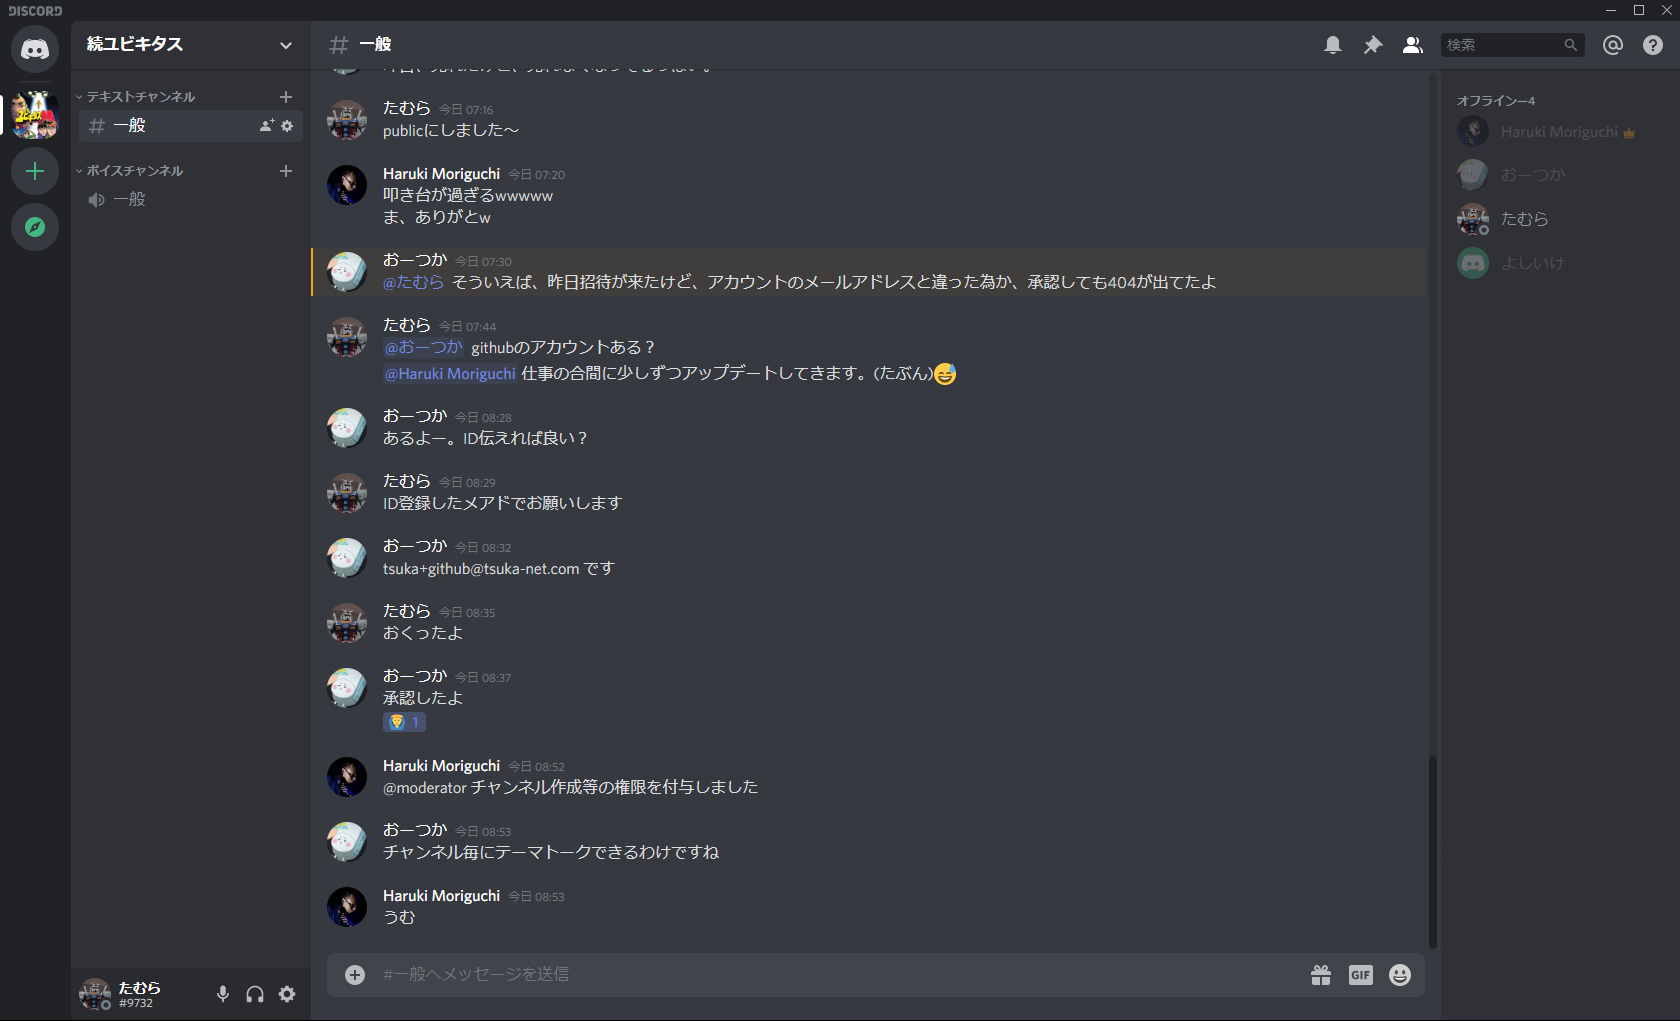 DISCORD
続ユビキタス
テキストチャンネル
一般
ボイスチャンネル
一般
たむら
#9732
# 一般
検索
たむら 今日 07:16
publicにしました〜
Haruki Moriguchi 今日 07:20
叩き台が過ぎるwwwww
ま、ありがとw
おーつか 今日 07:30
@たむら そういえば、昨日招待が来たけど、アカウントのメールアドレスと違った為か、承認しても404が出てたよ
たむら 今日 07:44
@おーつか githubのアカウントある？
@Haruki Moriguchi 仕事の合間に少しずつアップデートしてきます。(たぶん)😅
おーつか 今日 08:28
あるよー。ID伝えれば良い？
たむら 今日 08:29
ID登録したメアドでお願いします
おーつか 今日 08:32
tsuka+github@tsuka-net.com です
たむら 今日 08:35
おくったよ
おーつか 今日 08:37
承認したよ
1
Haruki Moriguchi 今日 08:52
@moderator チャンネル作成等の権限を付与しました
おーつか 今日 08:53
チャンネル毎にテーマトークできるわけですね
Haruki Moriguchi 今日 08:53
うむ
#一般へメッセージを送信
GIF
オフライン—4
Haruki Moriguchi
おーつか
たむら
よしいけ